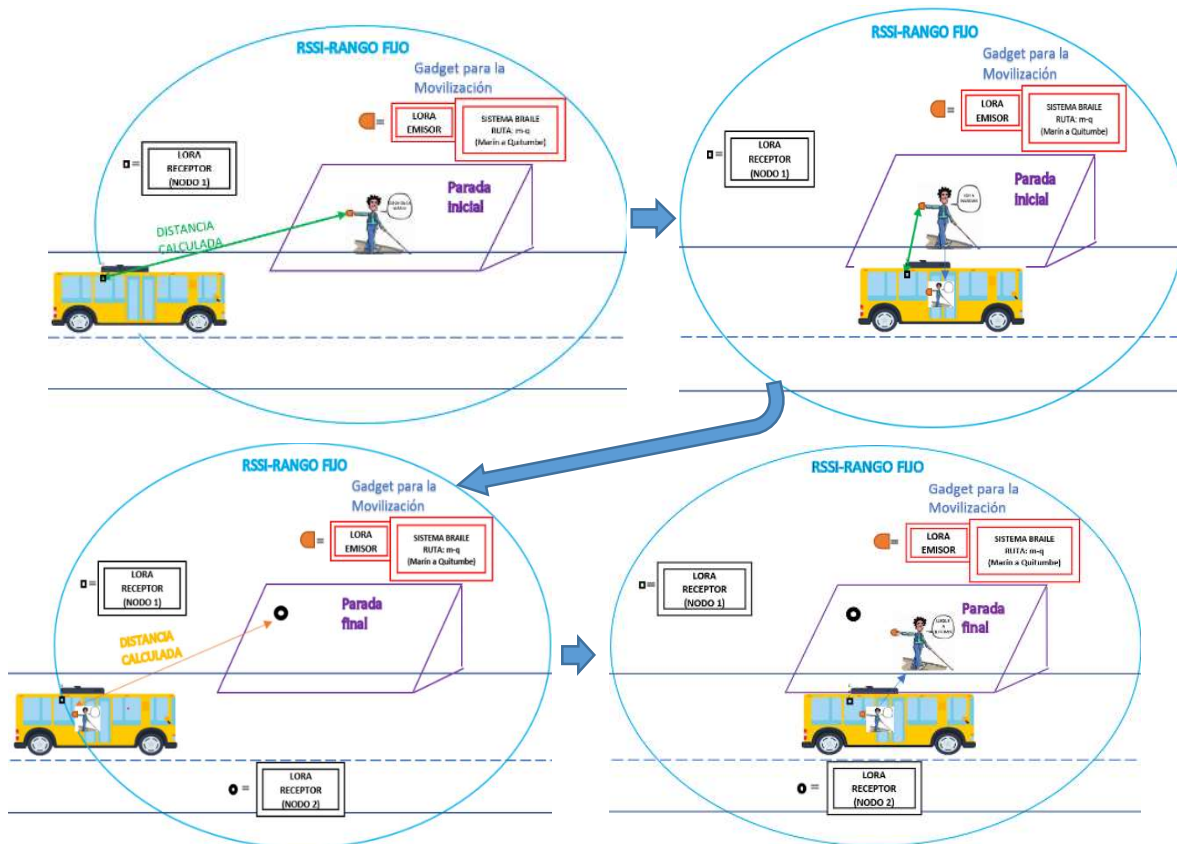 RSSI-RANGO FIJO
Gadget para la
Movilización
=
LORA
EMISOR
SISTEMA BRAILE
RUTA: m-q
(Marín a Quitumbe)
=
LORA
RECEPTOR
(NODO 1)
Parada
inicial
DISTANCIA
CALCULADA
RSSI-RANGO FIJO
Gadget para la
Movilización
=
LORA
EMISOR
SISTEMA BRAILE
RUTA: m-q
(Marín a Quitumbe)
=
LORA
RECEPTOR
(NODO 1)
Parada
inicial
RSSI-RANGO FIJO
Gadget para la
Movilización
=
LORA
EMISOR
SISTEMA BRAILE
RUTA: m-q
(Marín a Quitumbe)
=
LORA
RECEPTOR
(NODO 1)
Parada
final
DISTANCIA
CALCULADA
=
LORA
RECEPTOR
(NODO 2)
RSSI-RANGO FIJO
Gadget para la
Movilización
=
LORA
EMISOR
SISTEMA BRAILE
RUTA: m-q
(Marín a Quitumbe)
=
LORA
RECEPTOR
(NODO 1)
Parada
final
=
LORA
RECEPTOR
(NODO 2)